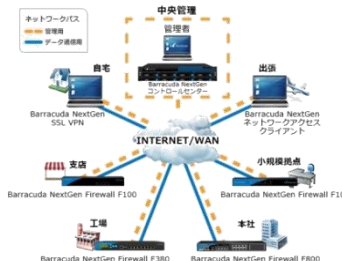 中央管理
ネットワークパス
管理用
データ通信用
管理者
Barracuda NextGen
コントロールセンター
自宅
出張
Barracuda NextGen
SSL VPN
Barracuda NextGen
ネットワークアクセス
クライアント
INTERNET/WAN
支店
小規模拠点
Barracuda NextGen Firewall F100
Barracuda NextGen Firewall F10
工場
本社
Barracuda NextGen Firewall F380
Barracuda NextGen Firewall F800